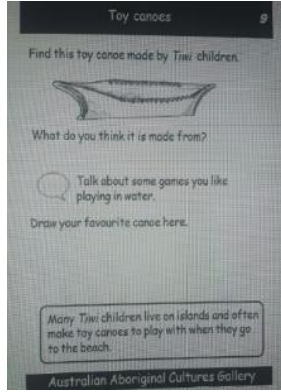 Toy canoes
9
Find this toy canoe made by Tiwi children.
What do you think it is made from?
Talk about some games you like
playing in water.
Draw your favourite canoe here.
Many Tiwi children live on islands and often
make toy canoes to play with when they go
to the beach.
Australian Aboriginal Cultures Gallery